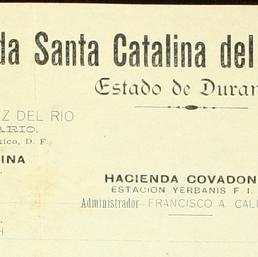 da Santa Catalina del
Estado de Duran
Z DEL RIO
ARIO.
xico, D. F.
INA
HACIENDA COVADON
ESTACION YERBANIS F. I.
Administrador FRANCISCO A. CAL